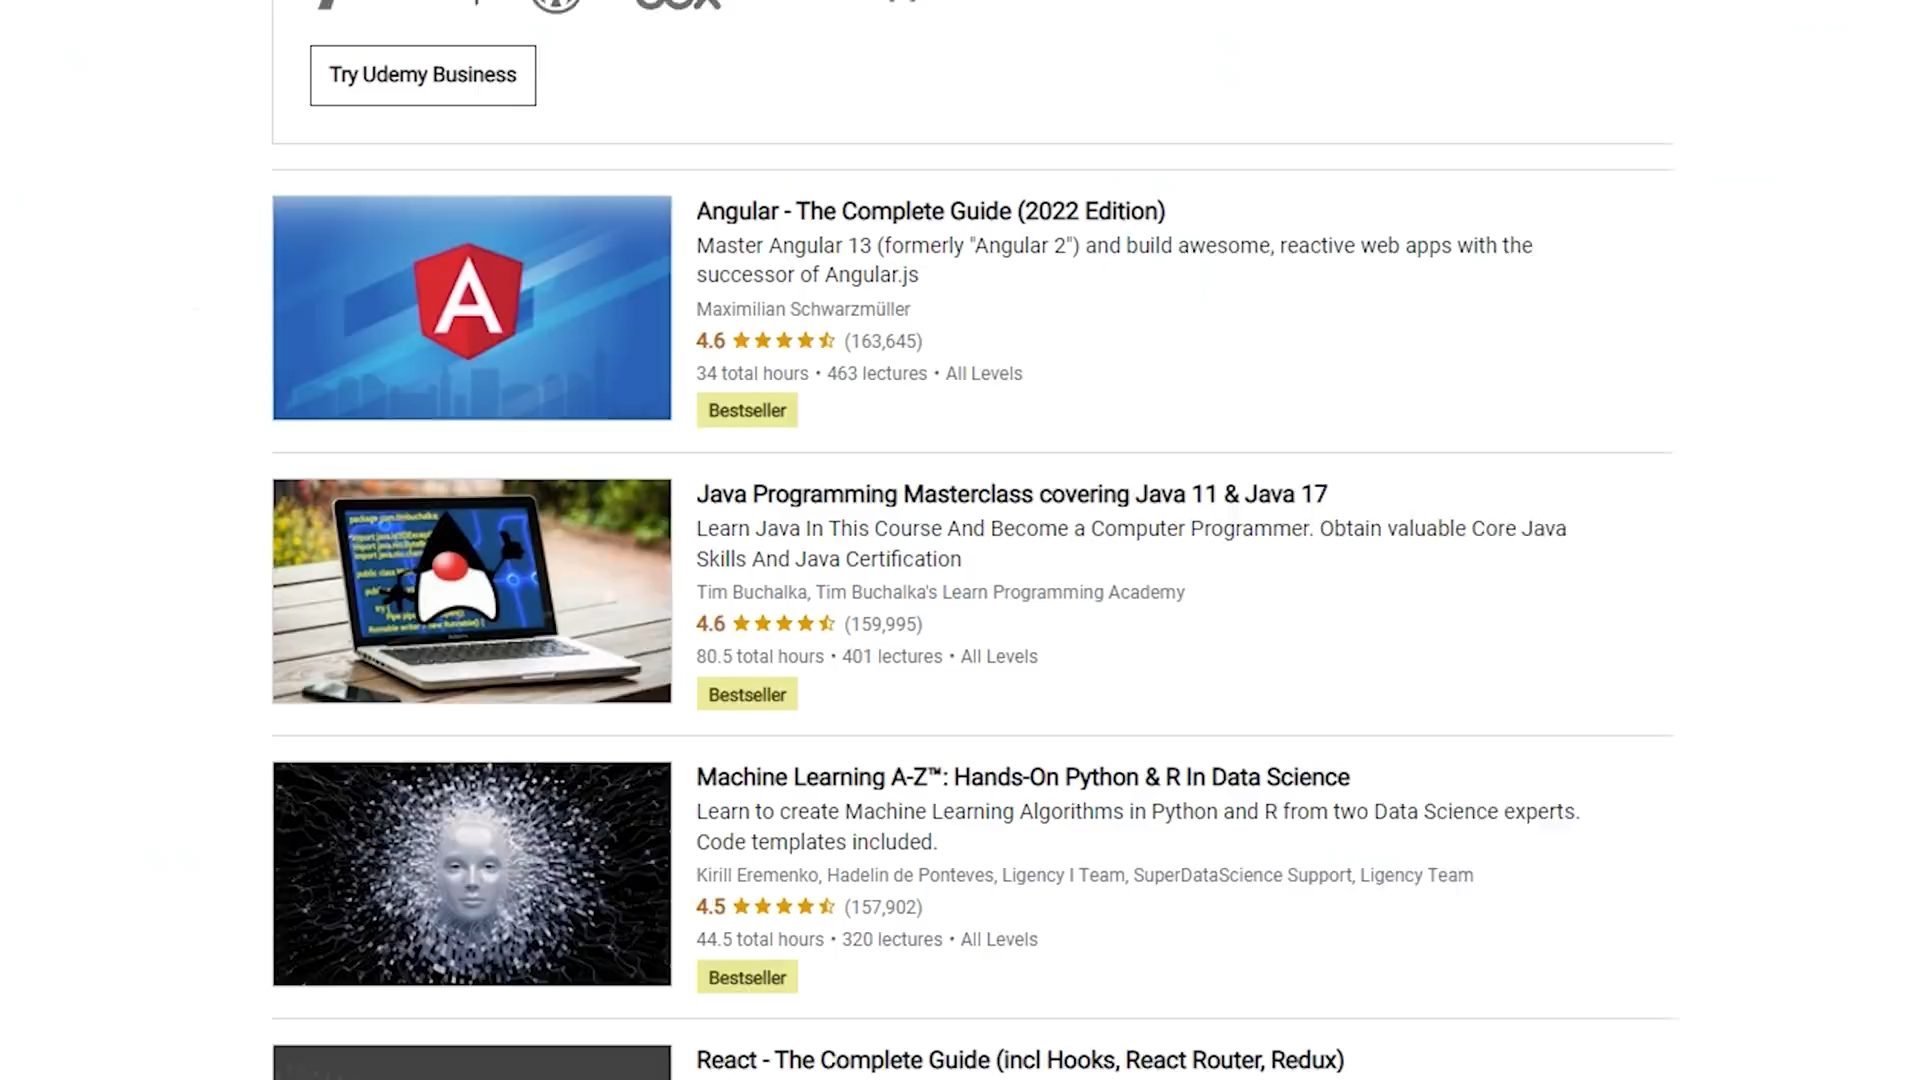 Try Udemy Business
Angular - The Complete Guide (2022 Edition)
Master Angular 13 (formerly "Angular 2") and build awesome, reactive web apps with the
successor of Angular.js
Maximilian Schwarzmüller
4.6 (163,645)
34 total hours • 463 lectures • All Levels
Bestseller
Java Programming Masterclass covering Java 11 & Java 17
Learn Java In This Course And Become a Computer Programmer. Obtain valuable Core Java
Skills And Java Certification
Tim Buchalka, Tim Buchalka's Learn Programming Academy
4.6 (159,995)
80.5 total hours • 401 lectures • All Levels
Bestseller
Machine Learning A-Z™: Hands-On Python & R In Data Science
Learn to create Machine Learning Algorithms in Python and R from two Data Science experts.
Code templates included.
Kirill Eremenko, Hadelin de Ponteves, Ligency I Team, SuperDataScience Support, Ligency Team
4.5 (157,902)
44.5 total hours • 320 lectures • All Levels
Bestseller
React - The Complete Guide (incl Hooks, React Router, Redux)